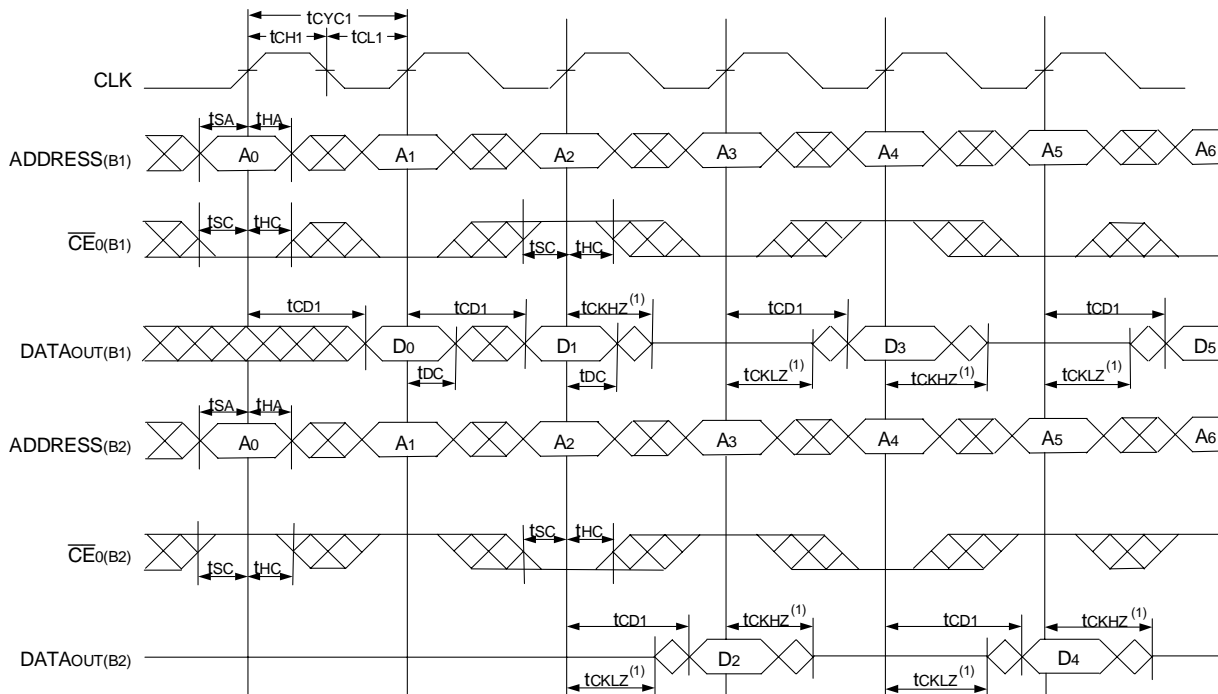 tCYC1
tCH1 tCL1
CLK
tSA tHA
ADDRESS(B1) A0 A1 A2 A3 A4 A5 A6
tSC tHC
CE0(B1) tSC tHC
tCD1 tCD1 tCKHZ(1) tCD1 tCD1
DATAOUT(B1) D0 D1 D3 D5
tDC tDC tCKLZ(1) tCKHZ(1) tCKLZ(1)
tSA tHA
ADDRESS(B2) A0 A1 A2 A3 A4 A5 A6
tSC tHC
CE0(B2)
tSC tHC
tCD1 tCKHZ(1) tCD1 tCKHZ(1)
DATAOUT(B2) D2 D4
tCKLZ(1) tCKLZ(1)